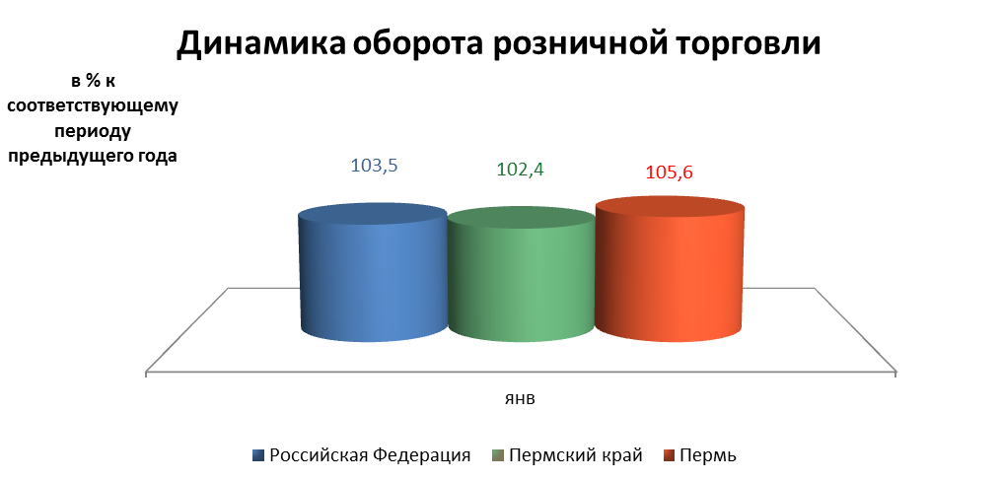 Динамика оборота розничной торговли
в % к
соответствующему
периоду
предыдущего года
103,5
102,4
105,6
янв
Российская Федерация
Пермский край
Пермь